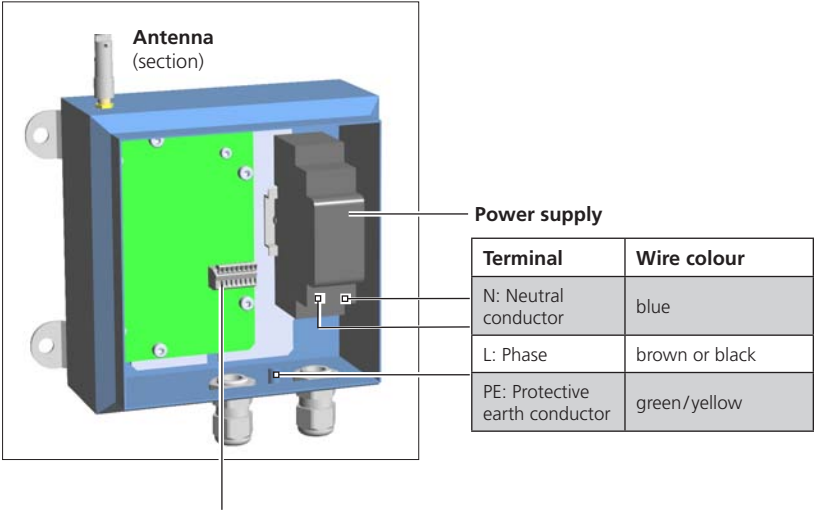 Antenna
(section)
Power supply
Terminal Wire colour
N: Neutral
conductor
blue
L: Phase brown or black
PE: Protective
earth conductor
green/yellow